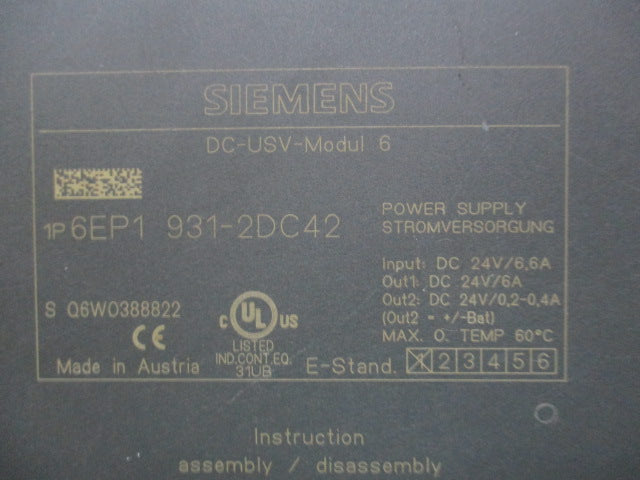 SIEMENS
DC-USV-Modul 6
1P 6EP1 931-2DC42
POWER SUPPLY
STROMVERSORGUNG
Input: DC 24V/6,6A
Out1: DC 24V/6A
Out2: DC 24V/0,2-0,4A
(Out2 = +/-Bat)
MAX. O. TEMP 60°C
S Q6W0388822
CE
C UL US
LISTED
IND.CONT.EQ.
31UB
Made in Austria
E-Stand. X 2 3 4 5 6
Instruction
assembly / disassembly